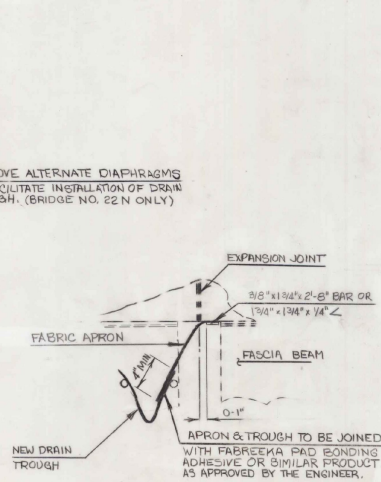 OVE ALTERNATE DIAPHRAGMS
CILITATE INSTALLATION OF DRAIN
GH. (BRIDGE NO. 22N ONLY)
EXPANSION JOINT
3/8" x 1 3/4" x 2'-8" BAR OR
1 3/4" x 1 3/4" x 1/4" ∠
FABRIC APRON
4" MIN.
FASCIA BEAM
0-1"
NEW DRAIN
TROUGH
APRON & TROUGH TO BE JOINED
WITH FABREEKA PAD BONDING
ADHESIVE OR SIMILAR PRODUCT
AS APPROVED BY THE ENGINEER.